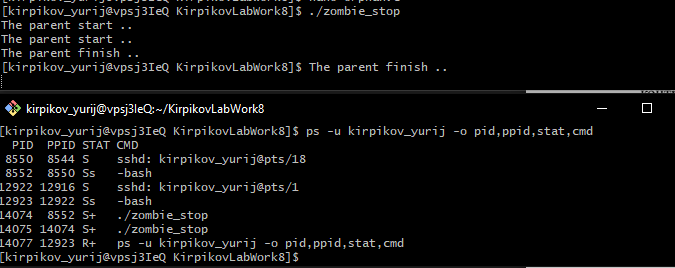 [kirpikov_yurij@vpsj3IeQ KirpikovLabWork8]$ ./zombie_stop
The parent start ..
The parent start ..
The parent finish ..
[kirpikov_yurij@vpsj3IeQ KirpikovLabWork8]$ The parent finish ..
kirpikov_yurij@vpsj3IeQ:~/KirpikovLabWork8
[kirpikov_yurij@vpsj3IeQ KirpikovLabWork8]$ ps -u kirpikov_yurij -o pid,ppid,stat,cmd
  PID  PPID STAT CMD
 8550  8544 S    sshd: kirpikov_yurij@pts/18
 8552  8550 Ss   -bash
12922 12916 S    sshd: kirpikov_yurij@pts/1
12923 12922 Ss   -bash
14074  8552 S+   ./zombie_stop
14075 14074 S+   ./zombie_stop
14077 12923 R+   ps -u kirpikov_yurij -o pid,ppid,stat,cmd
[kirpikov_yurij@vpsj3IeQ KirpikovLabWork8]$